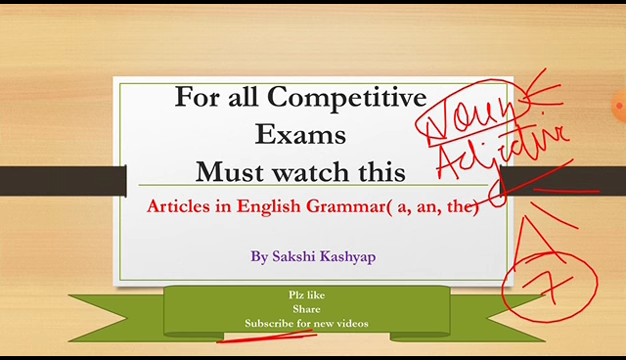 For all Competitive
Exams
Must watch this
Articles in English Grammar( a, an, the)
By Sakshi Kashyap
Plz like
Share
Subscribe for new videos
Noun
Adjective
7